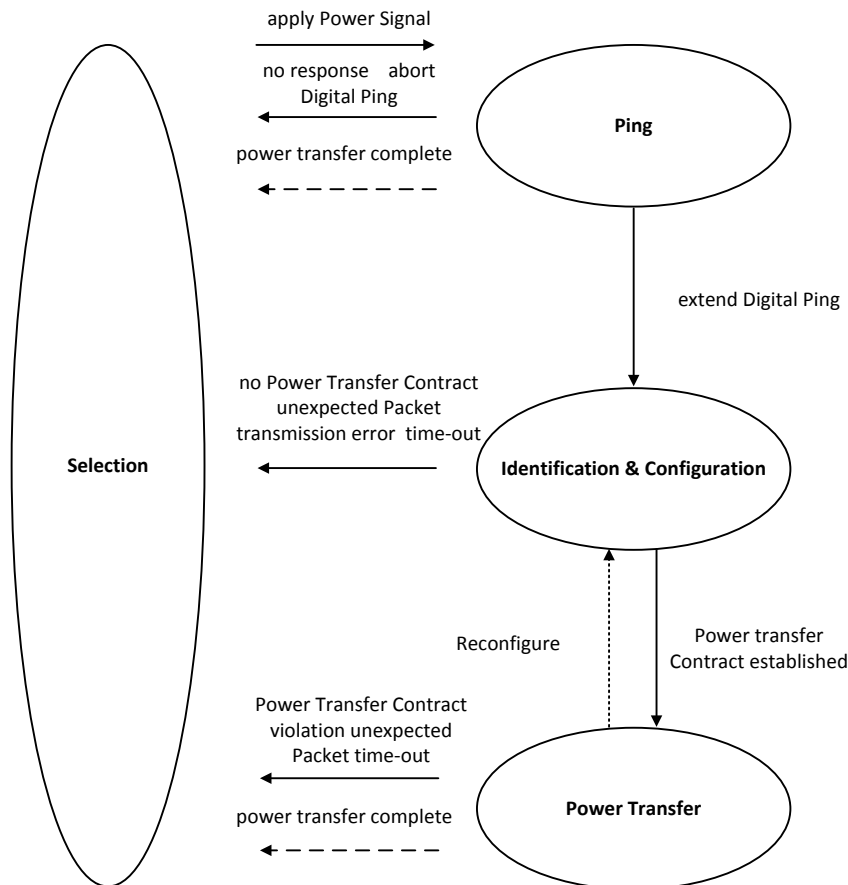 apply Power Signal
no response abort
Digital Ping
power transfer complete
Ping
extend Digital Ping
no Power Transfer Contract
unexpected Packet
transmission error time-out
Selection
Identification & Configuration
Reconfigure
Power transfer
Contract established
Power Transfer Contract
violation unexpected
Packet time-out
power transfer complete
Power Transfer